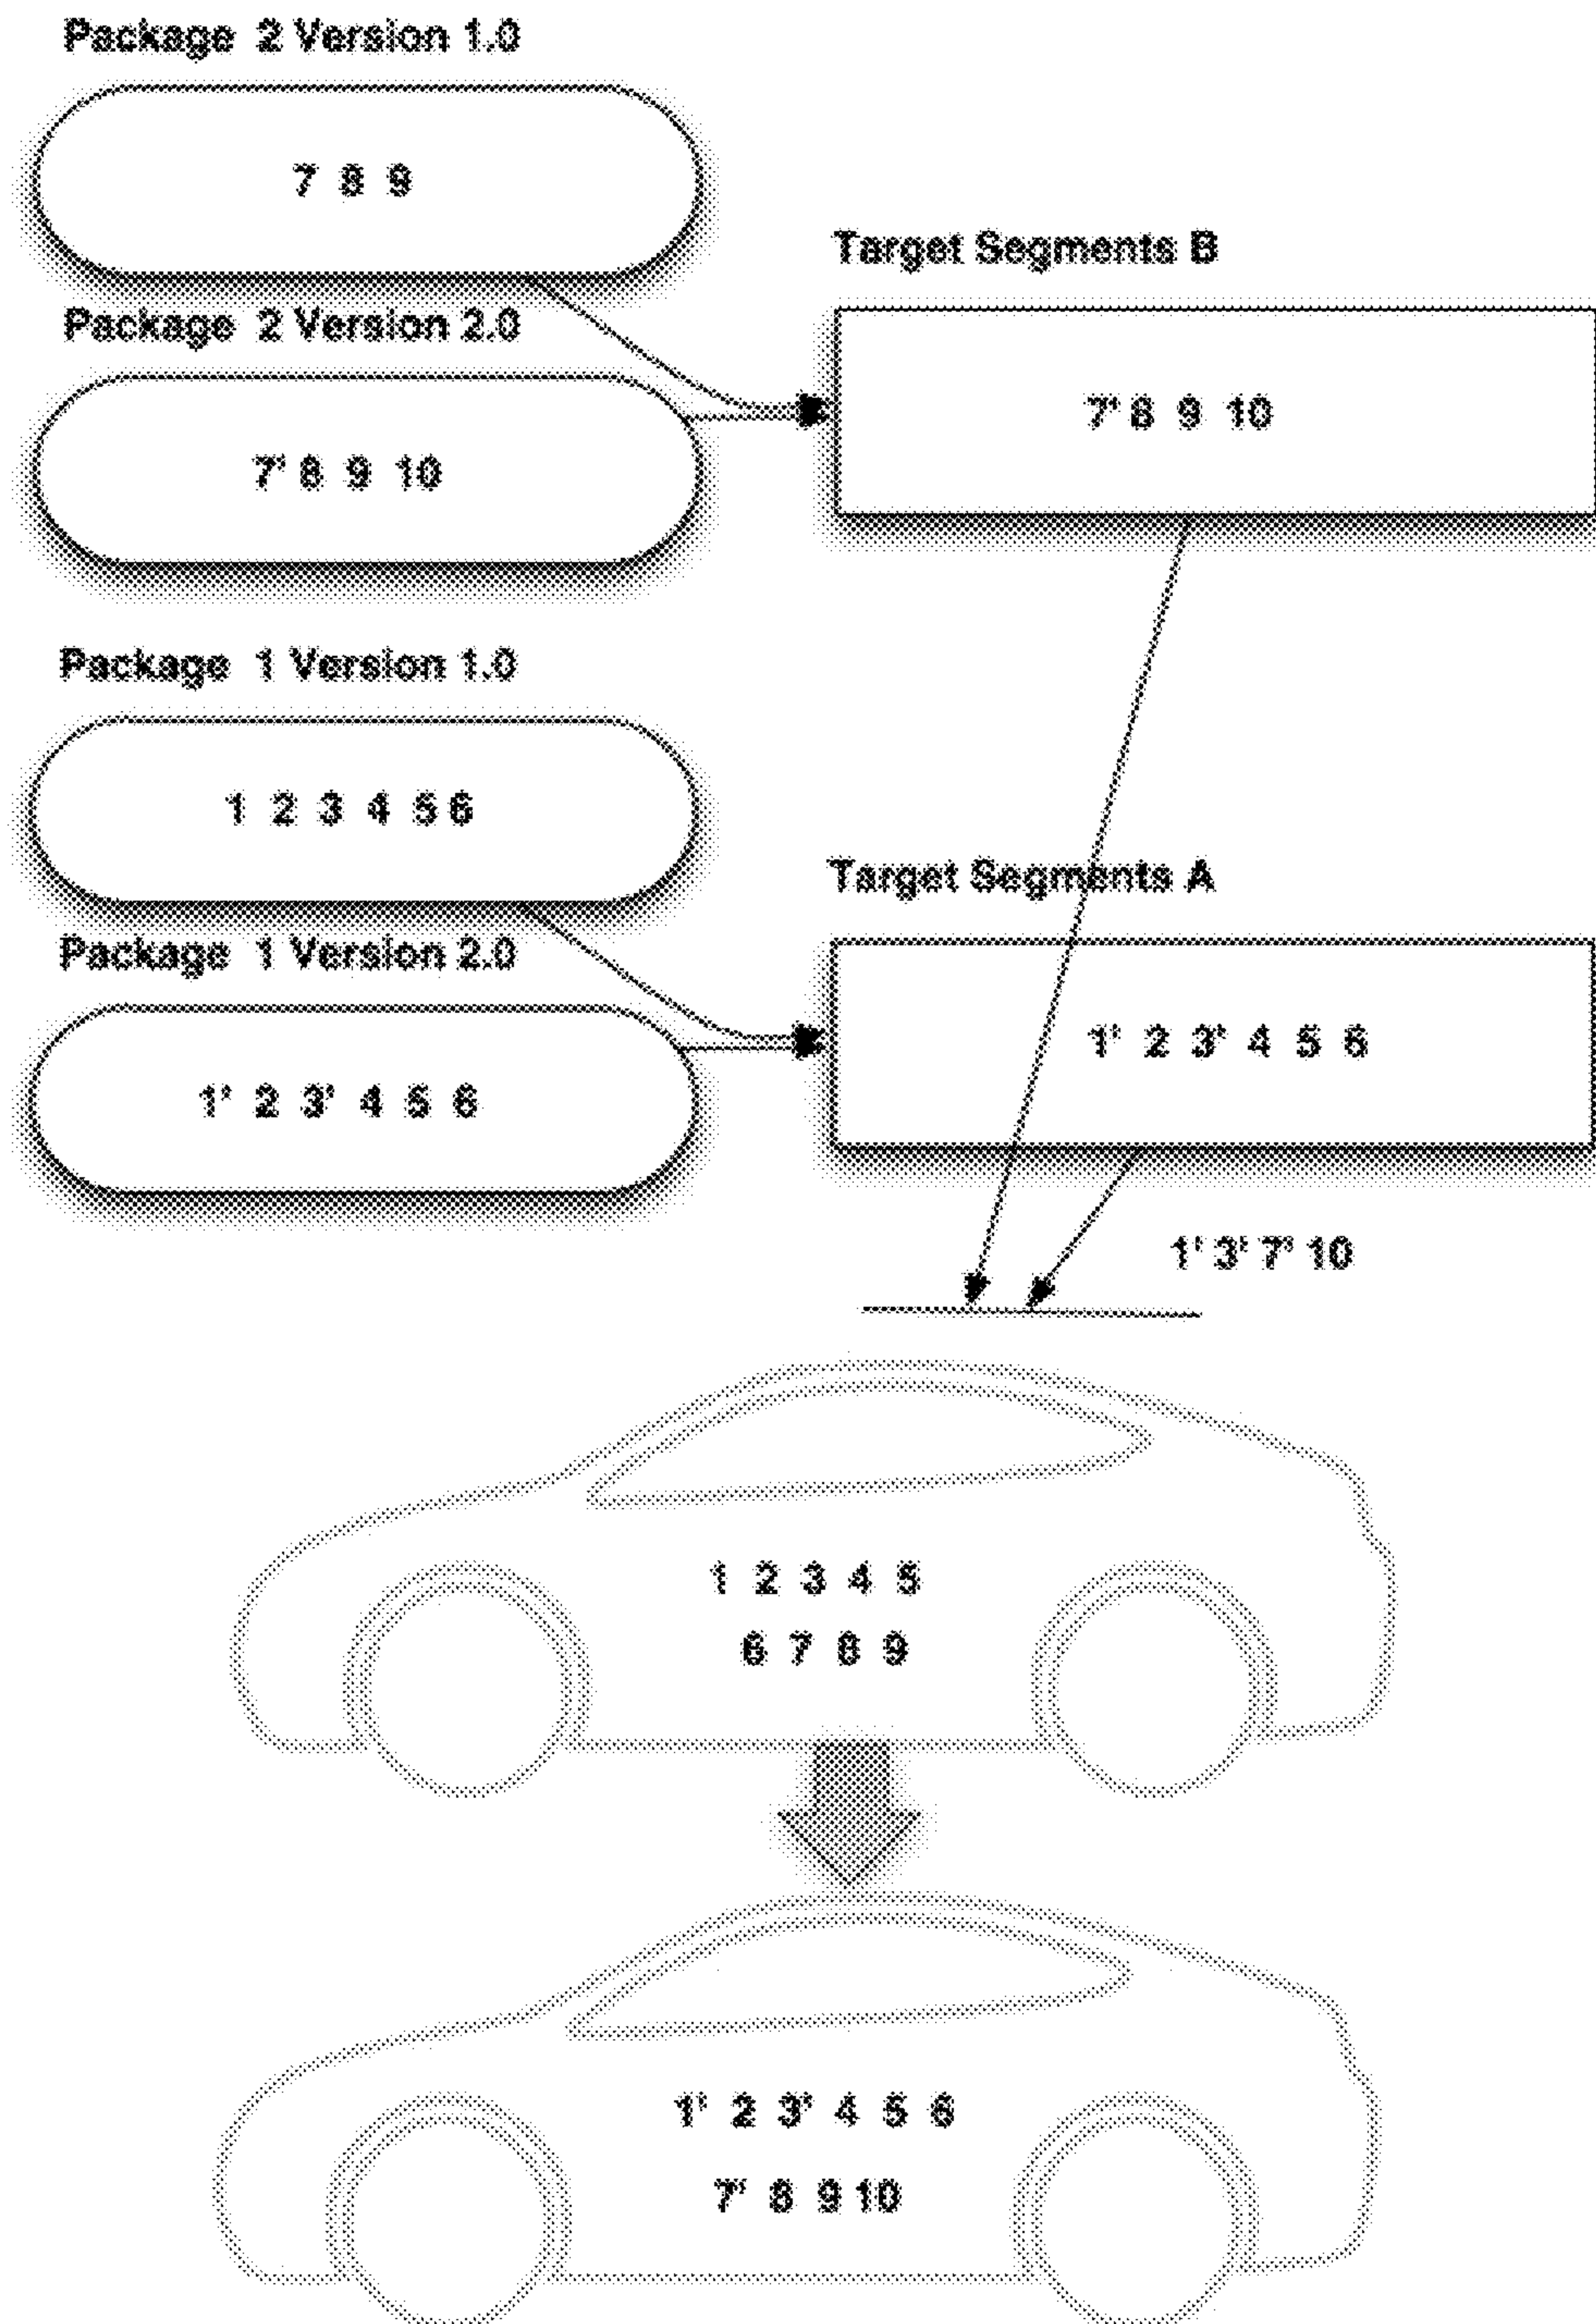 Package 2 Version 1.0
7 8 9
Target Segments B
Package 2 Version 2.0
7' 8 9 10
7' 8 9 10
Package 1 Version 1.0
1 2 3 4 5 6
Target Segments A
Package 1 Version 2.0
1' 2 3' 4 5 6
1' 2 3' 4 5 6
1' 3' 7' 10
1 2 3 4 5
6 7 8 9
1' 2 3' 4 5 6
7' 8 9 10